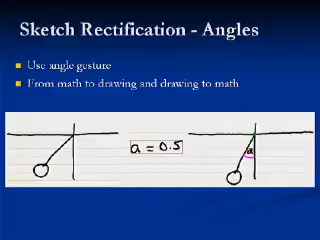 Sketch Rectification - Angles
Use angle gesture
From math to drawing and drawing to math
a = 0.5
a